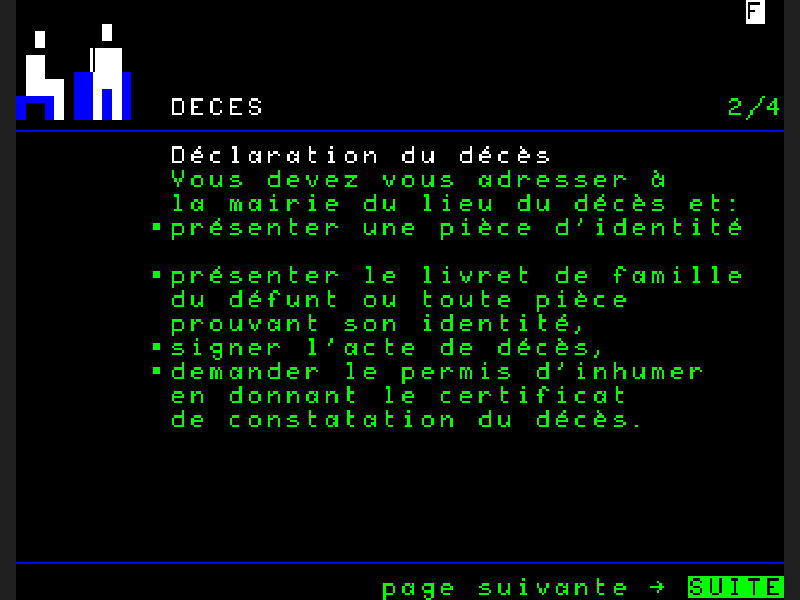 F
DECES 2/4
Déclaration du décès
Vous devez vous adresser à
la mairie du lieu du décès et:
▪présenter une pièce d'identité
▪présenter le livret de famille
du défunt ou toute pièce
prouvant son identité,
▪signer l'acte de décès,
▪demander le permis d'inhumer
en donnant le certificat
de constatation du décès.
page suivante → SUITE